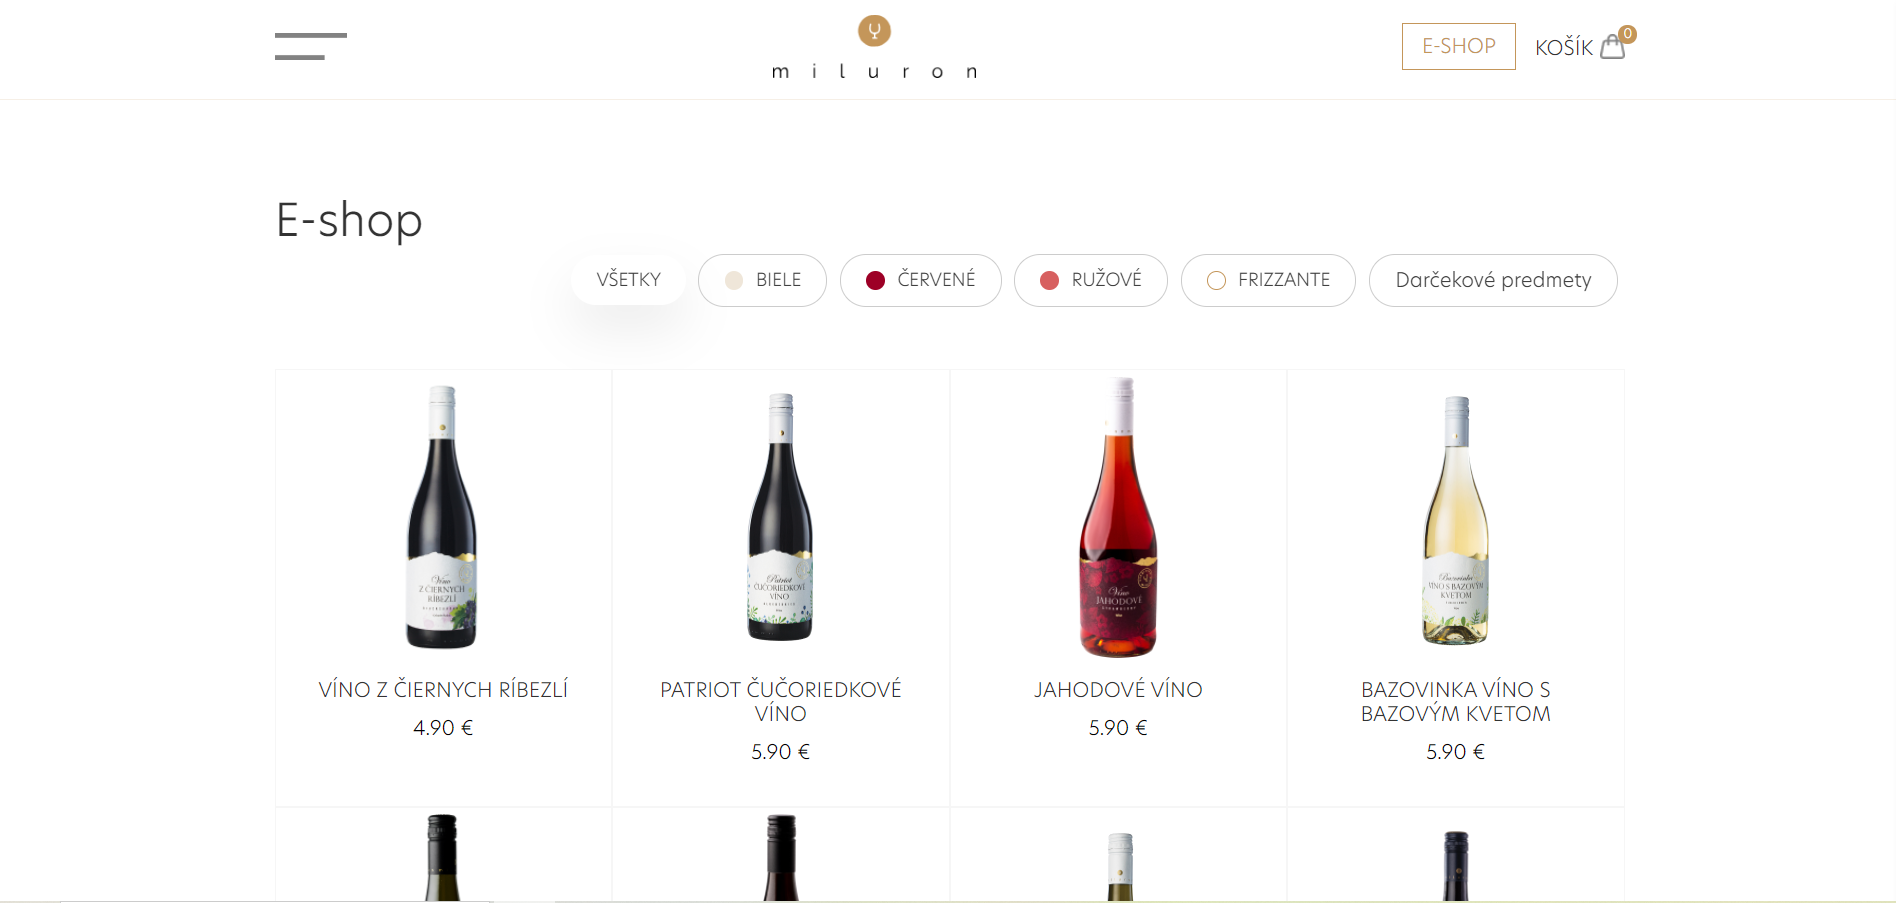 miluron
E-SHOP
KOŠÍK
0
E-shop
VŠETKY
BIELE
ČERVENÉ
RUŽOVÉ
FRIZZANTE
Darčekové predmety
Víno
Z ČIERNYCH
RÍBEZLÍ
Patriot
ČUČORIEDKOVÉ
VÍNO
Víno
JAHODOVÉ
Bazovinka
VÍNO S BAZOVÝM
KVETOM
VÍNO Z ČIERNYCH RÍBEZLÍ
4.90 €
PATRIOT ČUČORIEDKOVÉ
VÍNO
5.90 €
JAHODOVÉ VÍNO
5.90 €
BAZOVINKA VÍNO S
BAZOVÝM KVETOM
5.90 €